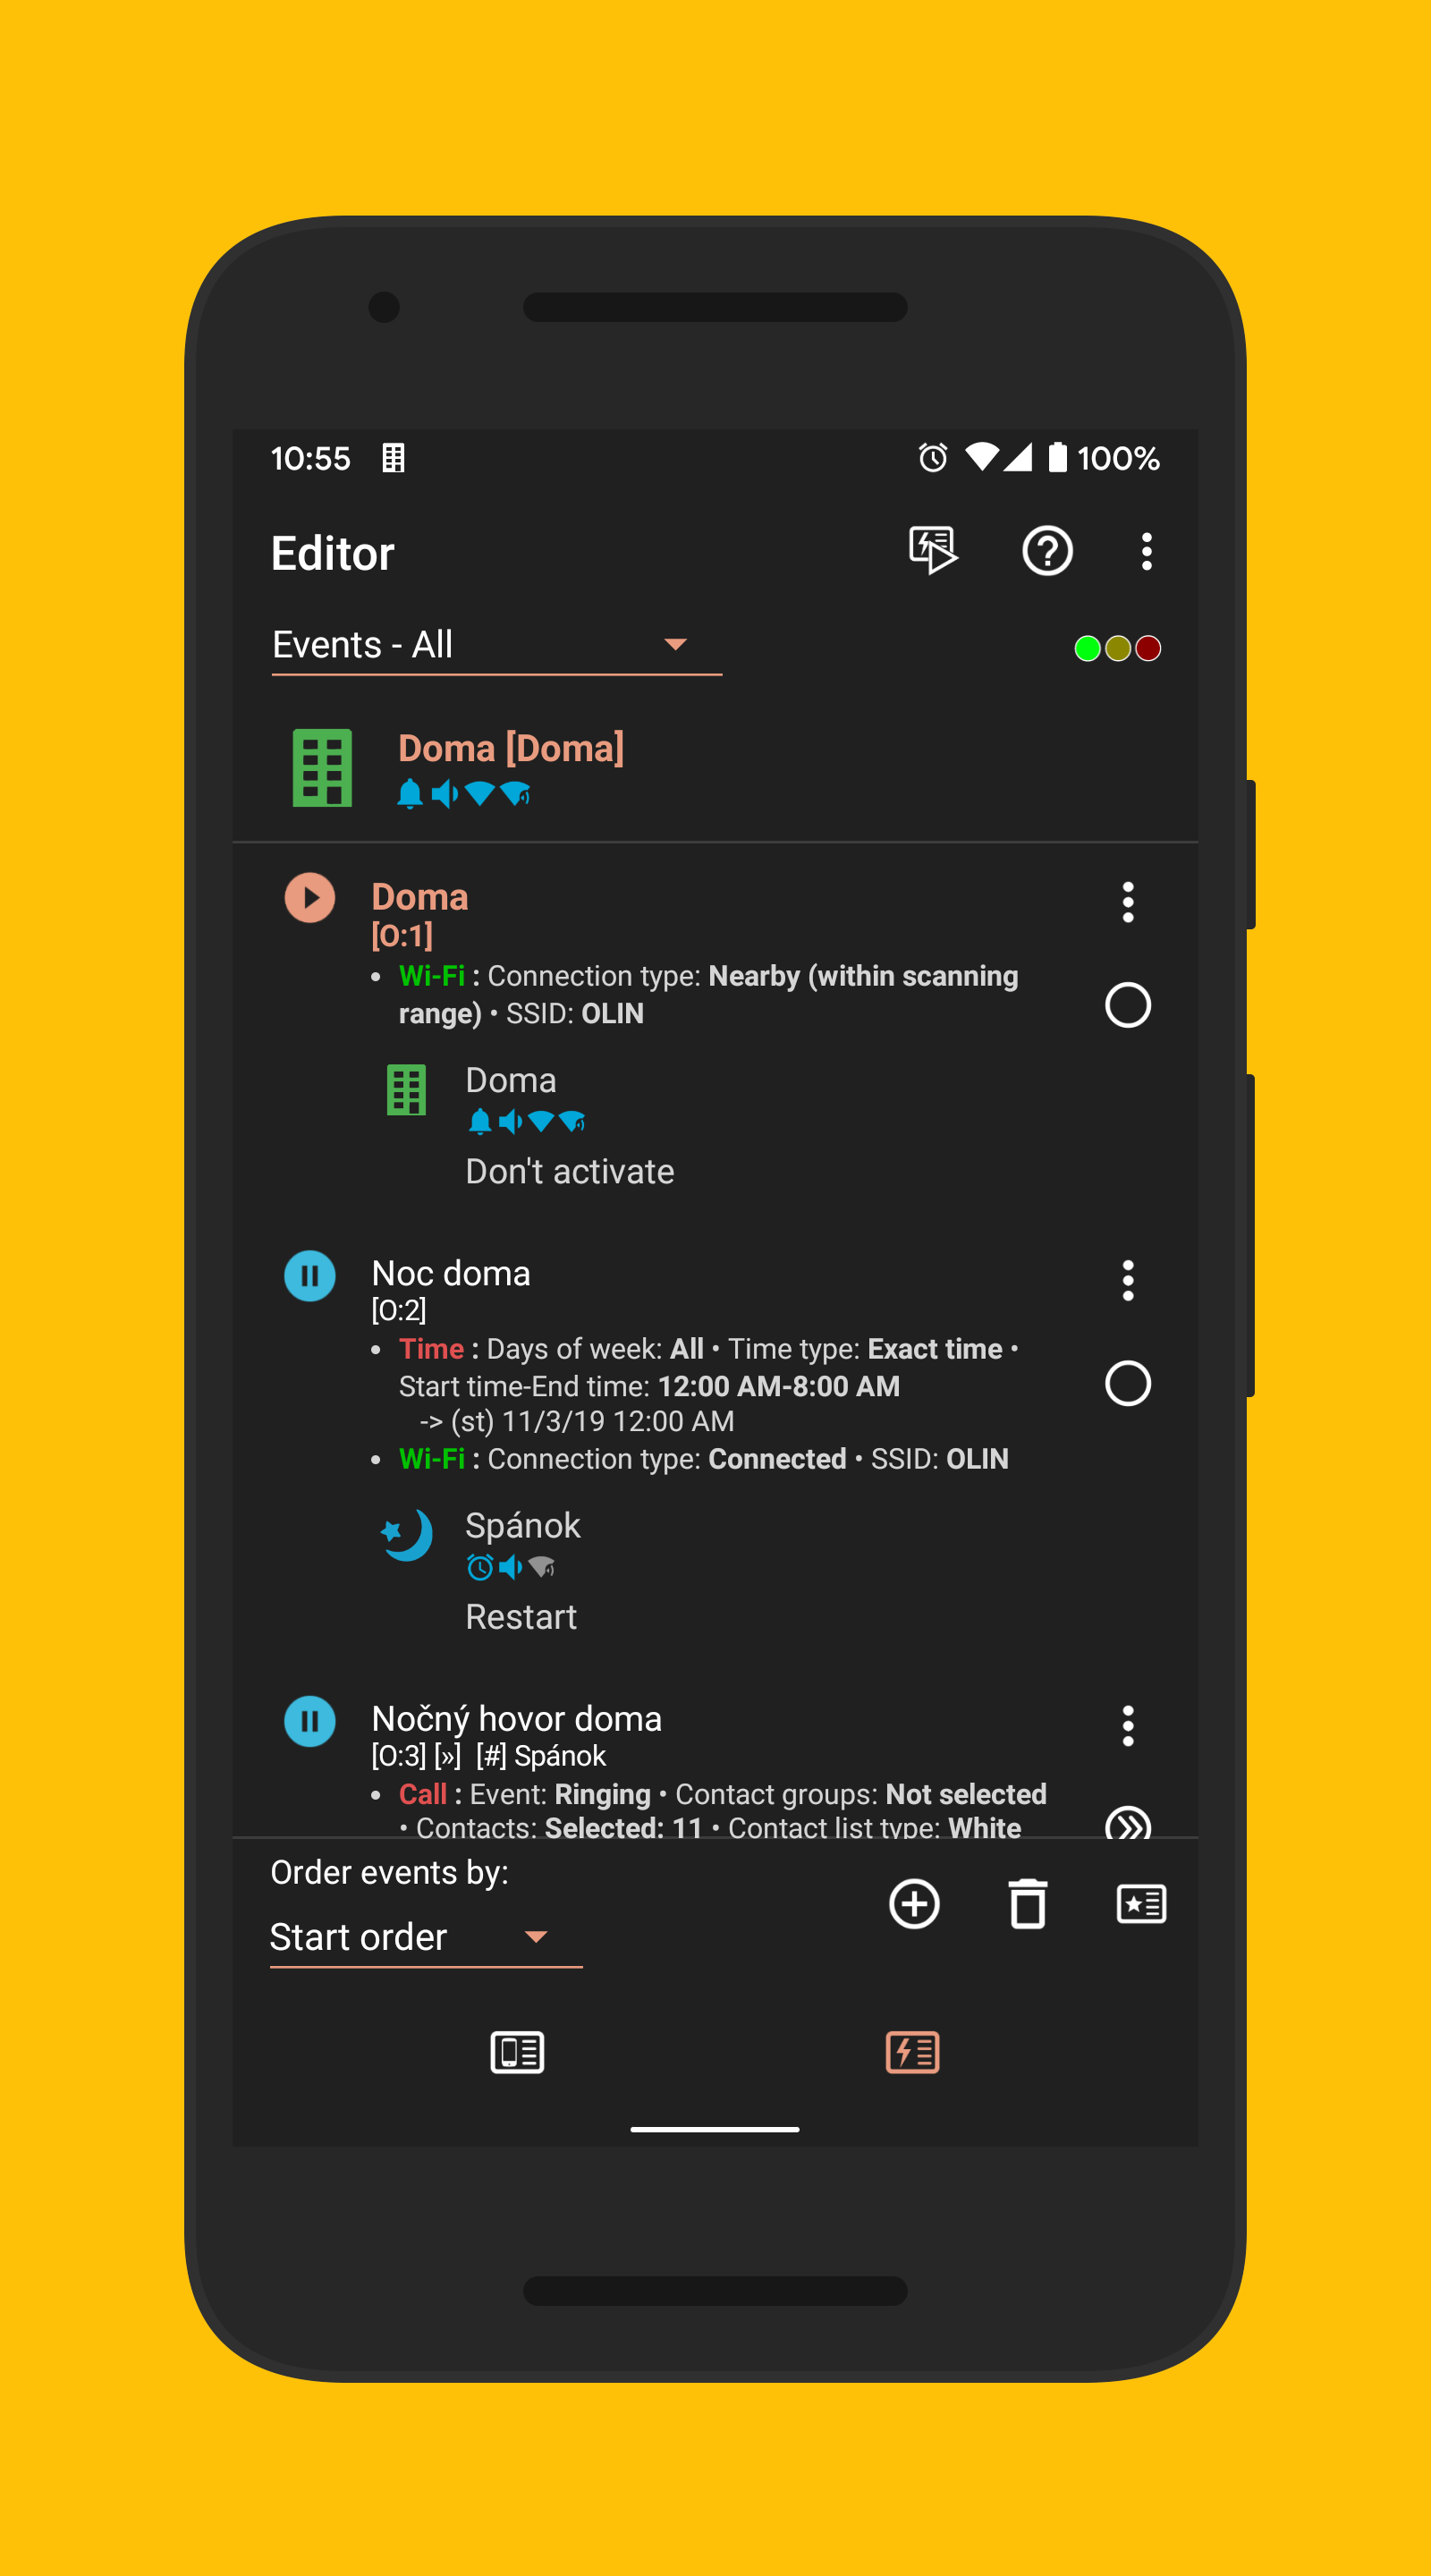 10:55
100%
Editor
Events - All
Doma [Doma]
Doma
[O:1]
• Wi-Fi : Connection type: Nearby (within scanning
range) • SSID: OLIN
Doma
Don't activate
Noc doma
[O:2]
• Time : Days of week: All • Time type: Exact time •
Start time-End time: 12:00 AM-8:00 AM
-> (st) 11/3/19 12:00 AM
• Wi-Fi : Connection type: Connected • SSID: OLIN
Spánok
Restart
Nočný hovor doma
[O:3] [»] [#] Spánok
• Call : Event: Ringing • Contact groups: Not selected
• Contacts: Selected: 11 • Contact list type: White
Order events by:
Start order